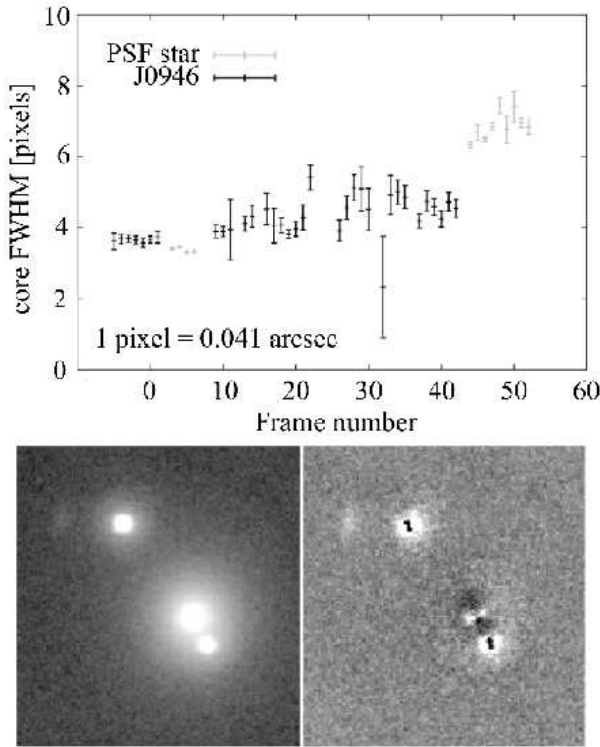 10
8
6
4
2
0
core FWHM [pixels]
PSF star
J0946
1 pixel = 0.041 arcsec
0 10 20 30 40 50 60
Frame number